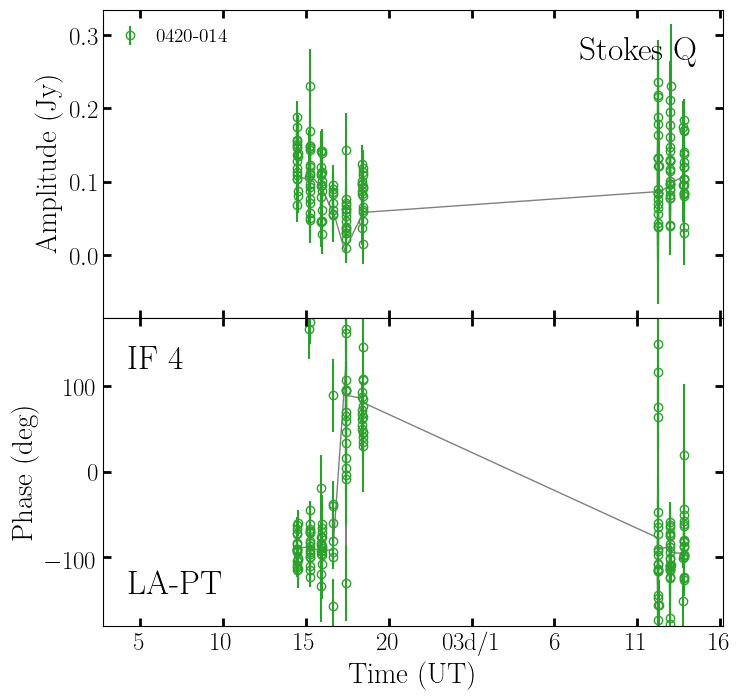 0420-014
Stokes Q
0.3
0.2
0.1
0.0
Amplitude (Jy)
IF 4
100
0
−100
Phase (deg)
LA-PT
5 10 15 20 03d/1 6 11 16
Time (UT)